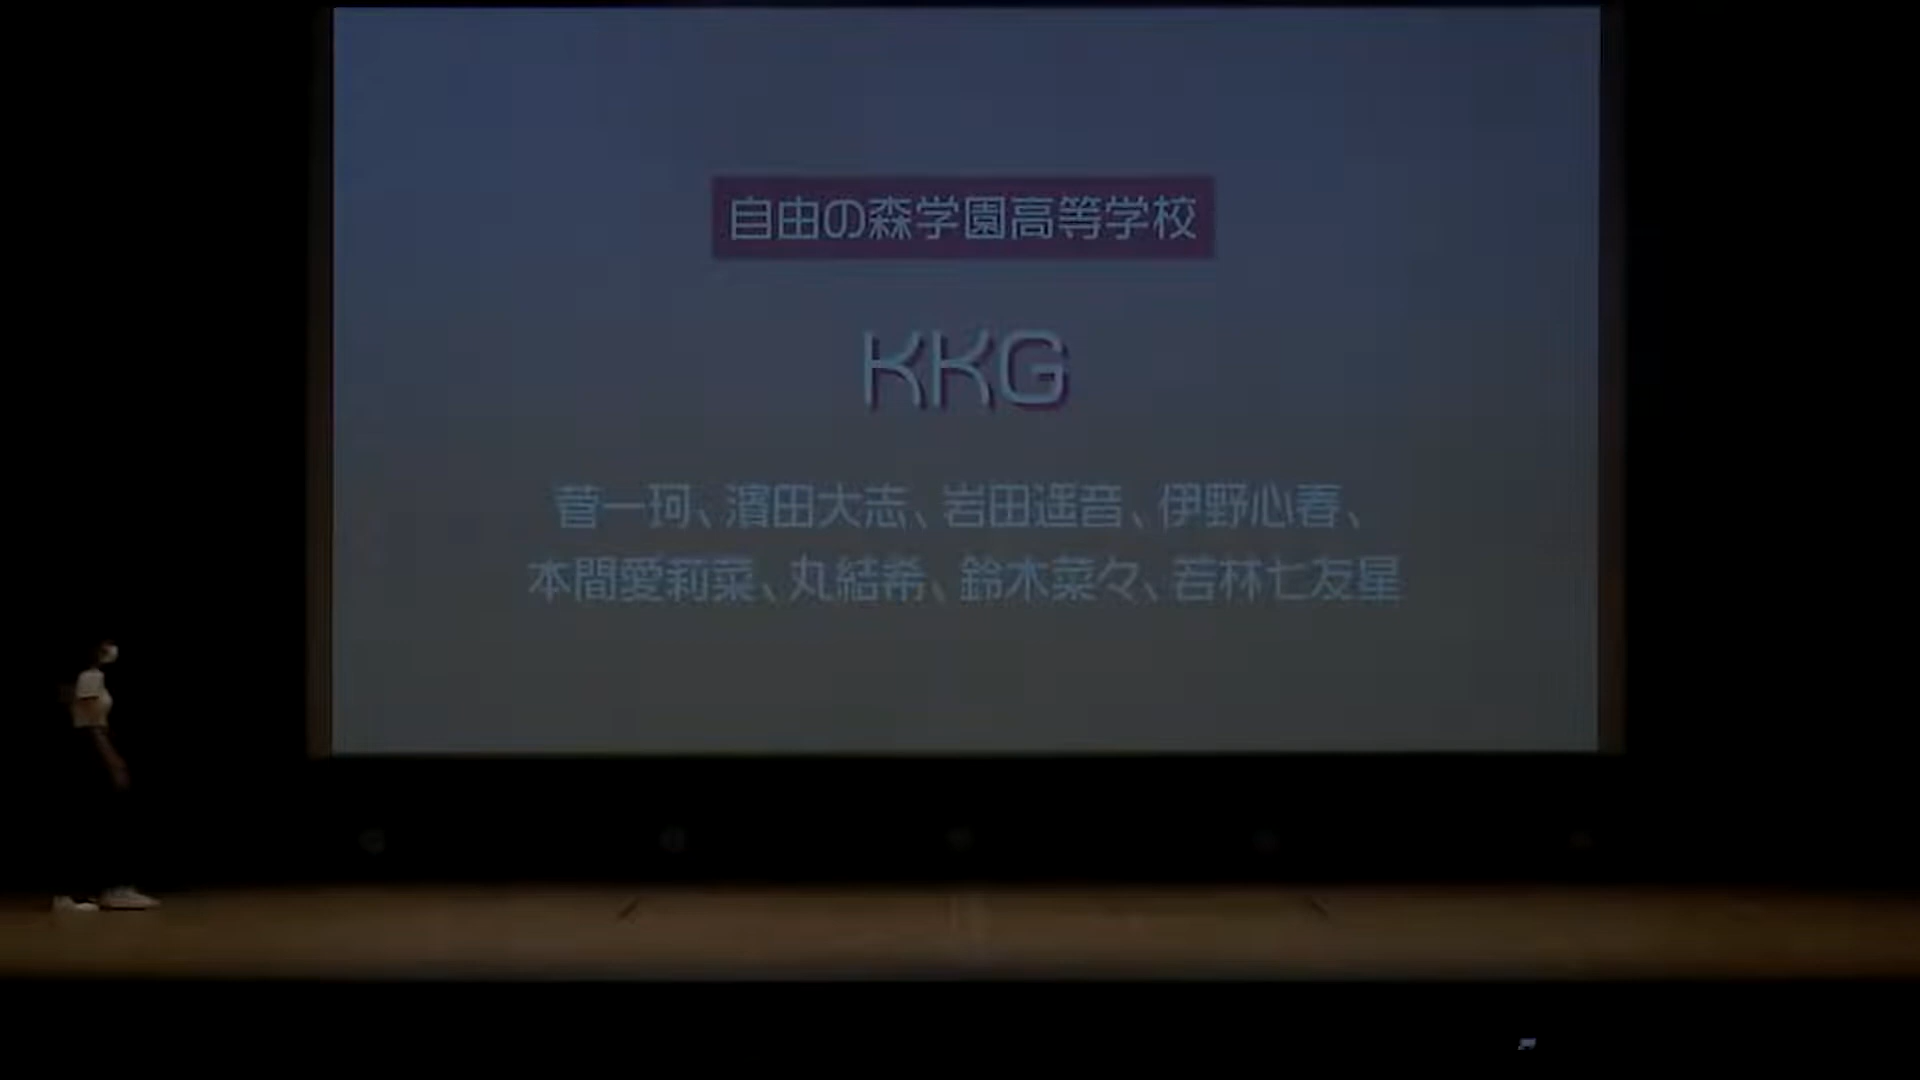 自由の森学園高等学校
KKG
菅一珂、濱田大志、岩田遥音、伊野心春、
本間愛莉菜、丸結希、鈴木菜々、若林七友星